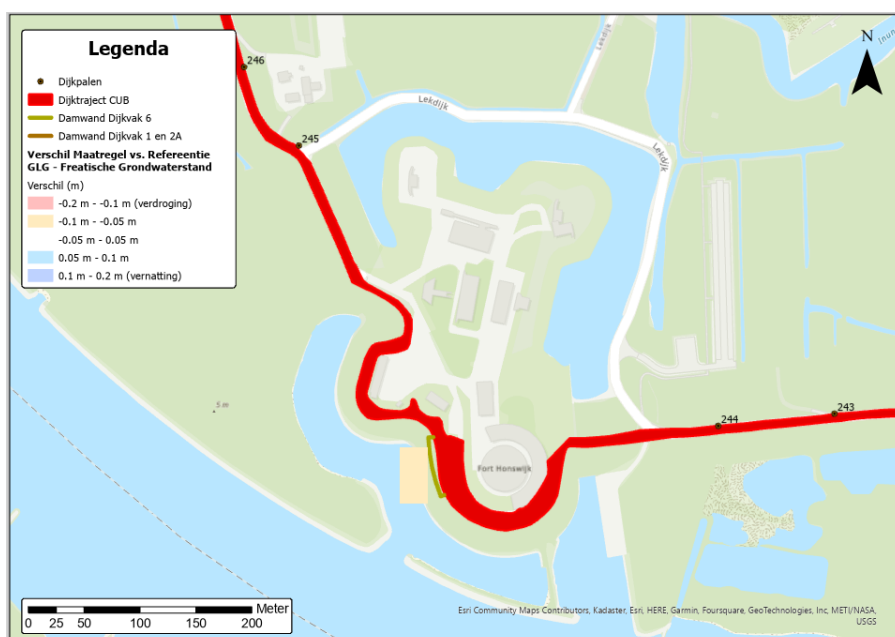 Legenda
Dijkpalen
Dijktraject CUB
Damwand Dijkvak 6
Damwand Dijkvak 1 en 2A
Verschil Maatregel vs. Refereentie
GLG - Freatische Grondwaterstand
Verschil (m)
-0.2 m - -0.1 m (verdroging)
-0.1 m - -0.05 m
-0.05 m - 0.05 m
0.05 m - 0.1 m
0.1 m - 0.2 m (vernatting)
246
245
Lekdijk
Lekdijk
Lekdijk
N
5 m
244
243
Fort Honswijk
Meter
0 25 50 100 150 200
Esri Community Maps Contributors, Kadaster, Esri, HERE, Garmin, Foursquare, GeoTechnologies, Inc, METI/NASA,
USGS